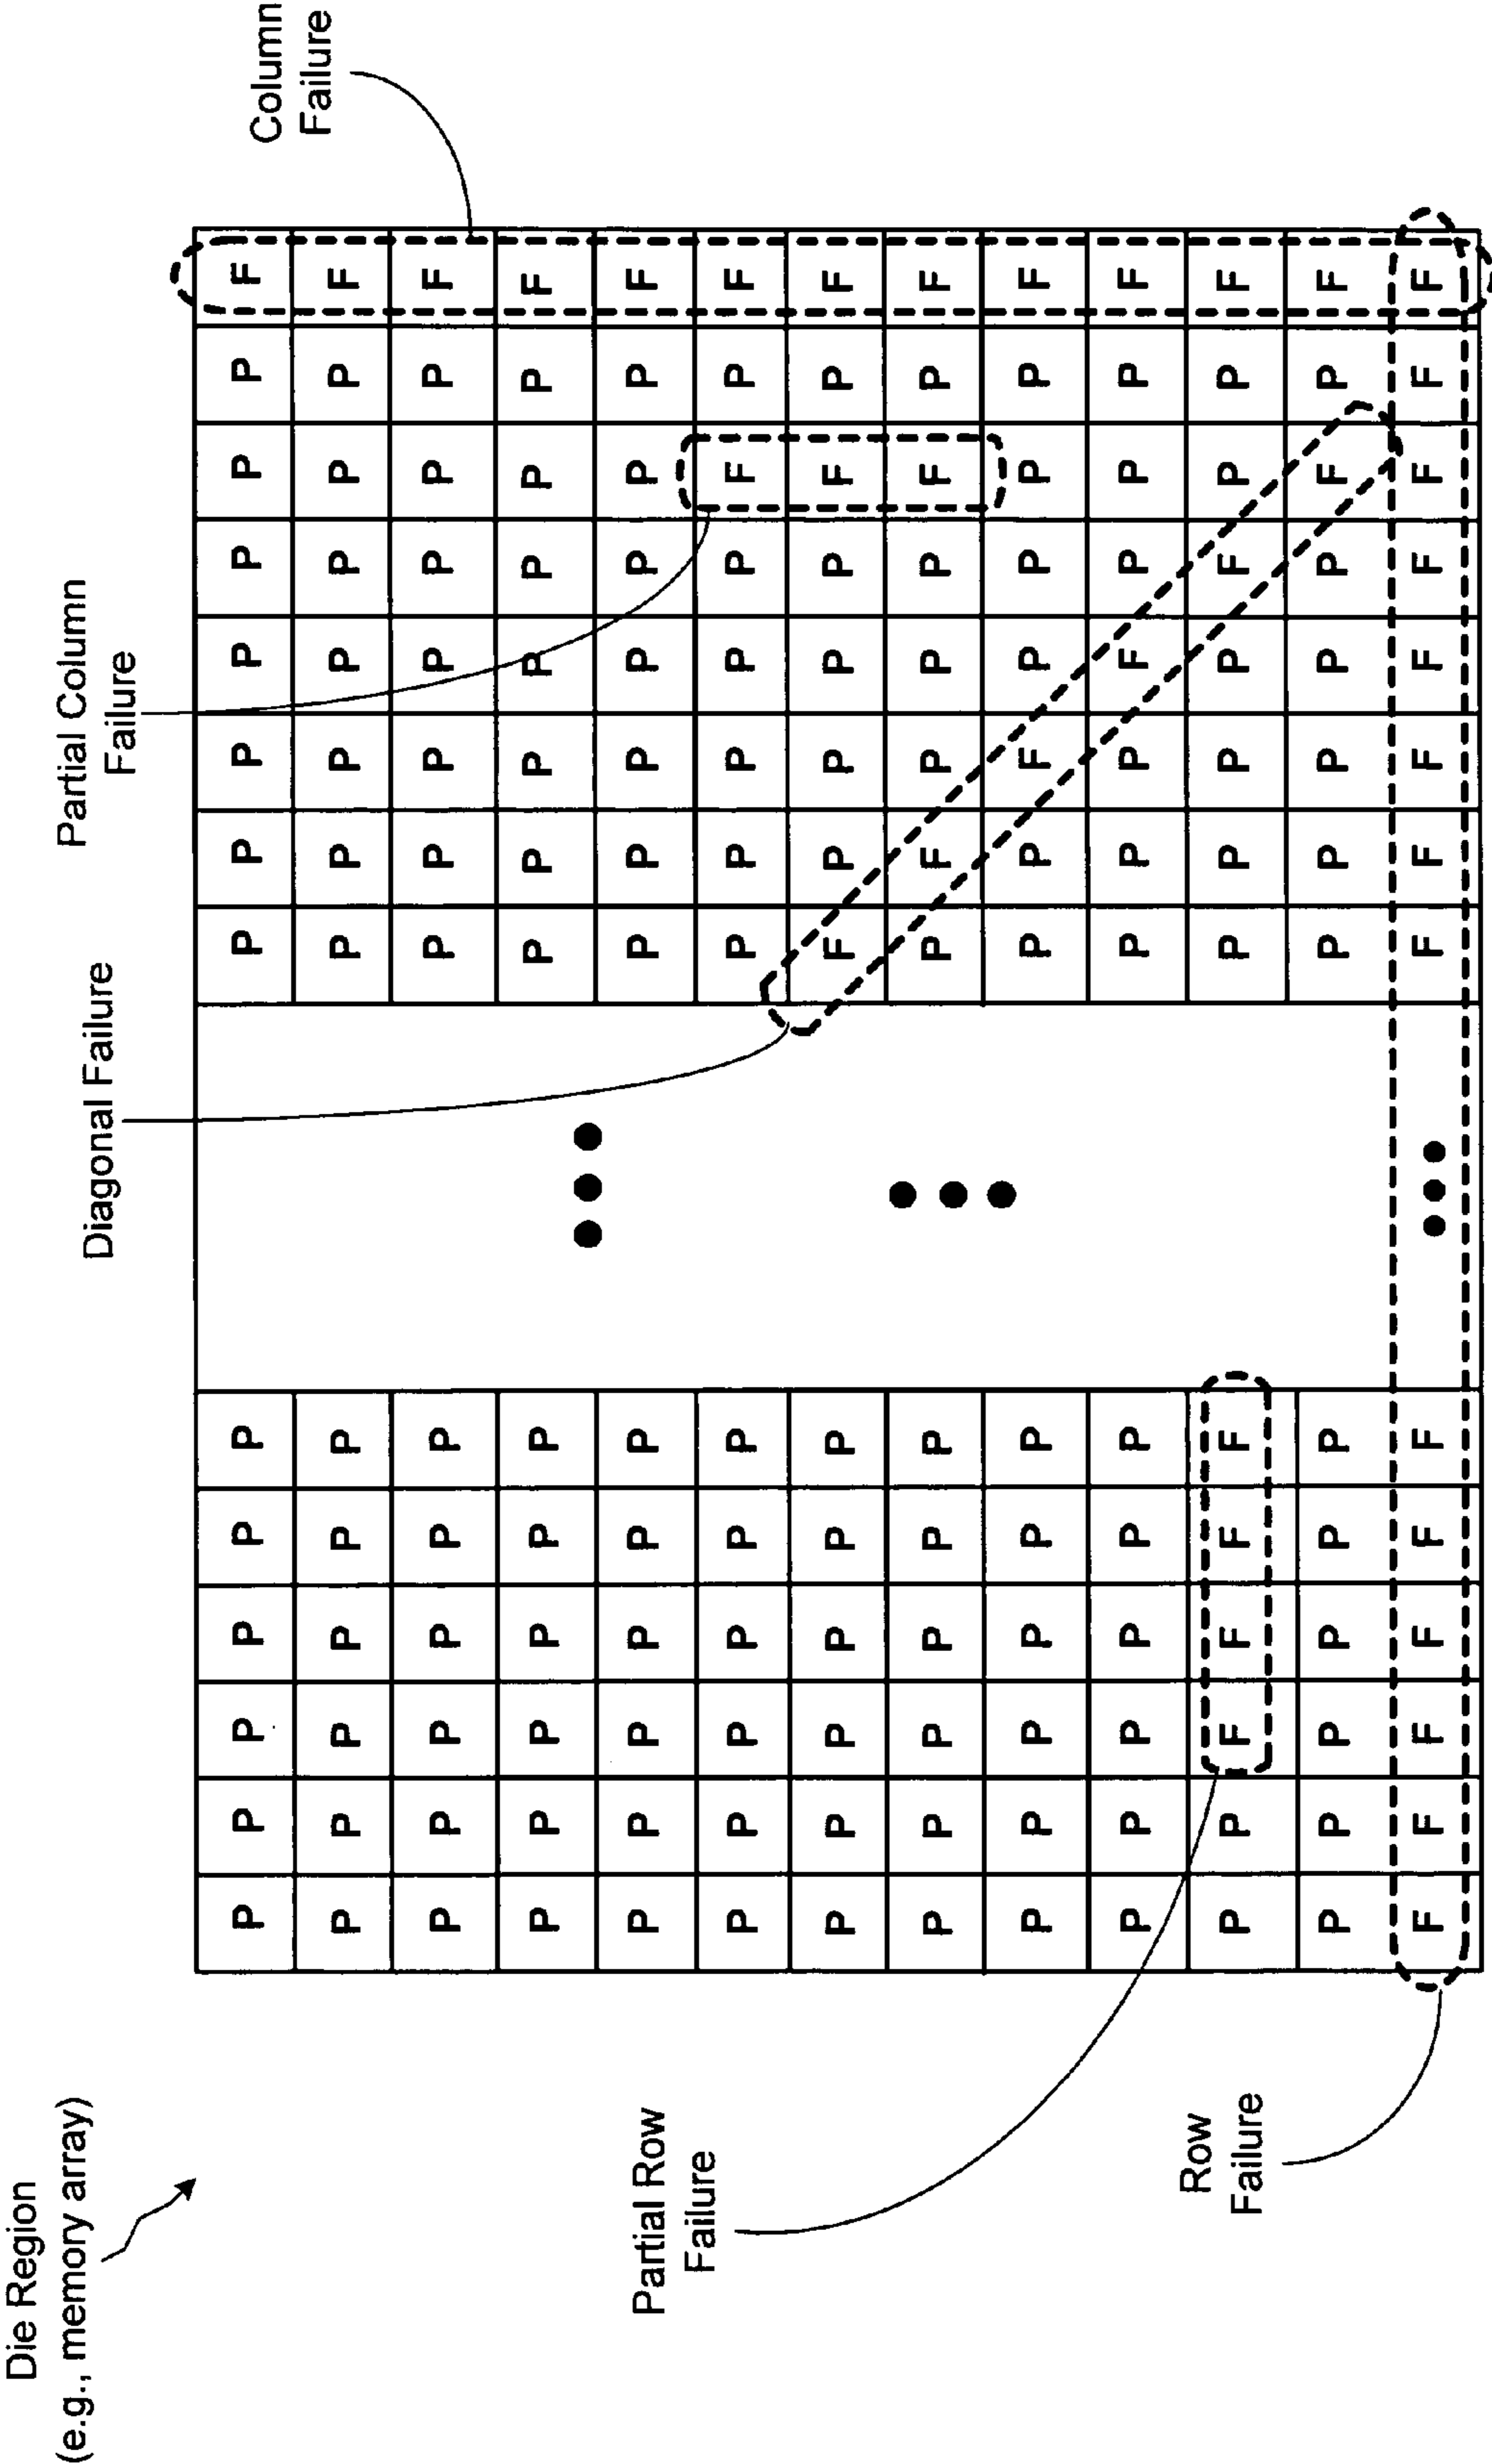 Die Region
(e.g., memory array)
Partial Column
Failure
Diagonal Failure
Column
Failure
P P P P P P P P P P P P P F
P P P P P P P P P P P P P F
P P P P P P P P P P P P P F
P P P P P P P P P P P P P F
P P P P P P P P P P P P P F
P P P P P P P P P P P F P F
P P P P P P F P P P P F P F
P P P P P P P F P P P F P F
P P P P P P P P F P P P P F
P P P P P P P P P F P P P F
P P F F F F P P P P F P P F
P P P P P P P P P P P F P F
F F F F F F F F F F F F F F
Partial Row
Failure
Row
Failure